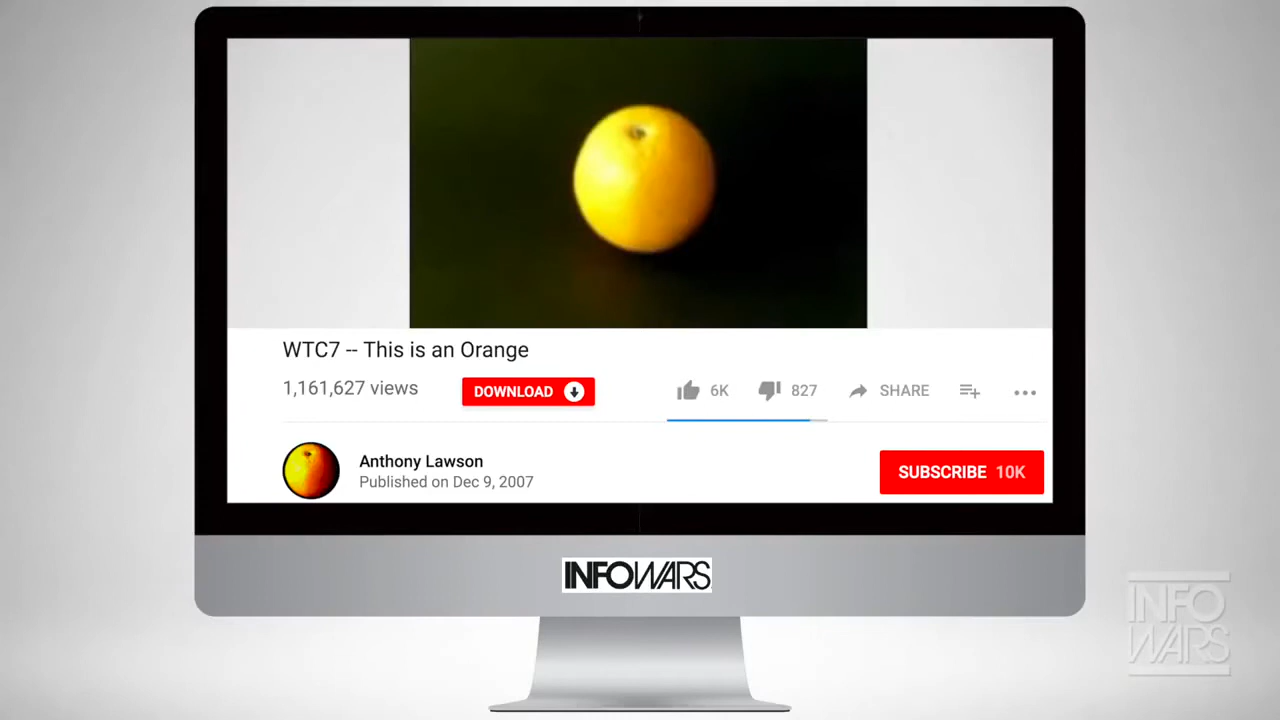 WTC7 -- This is an Orange
1,161,627 views
DOWNLOAD
6K
827
SHARE
Anthony Lawson
Published on Dec 9, 2007
SUBSCRIBE 10K
INFOWARS
INFO
WARS